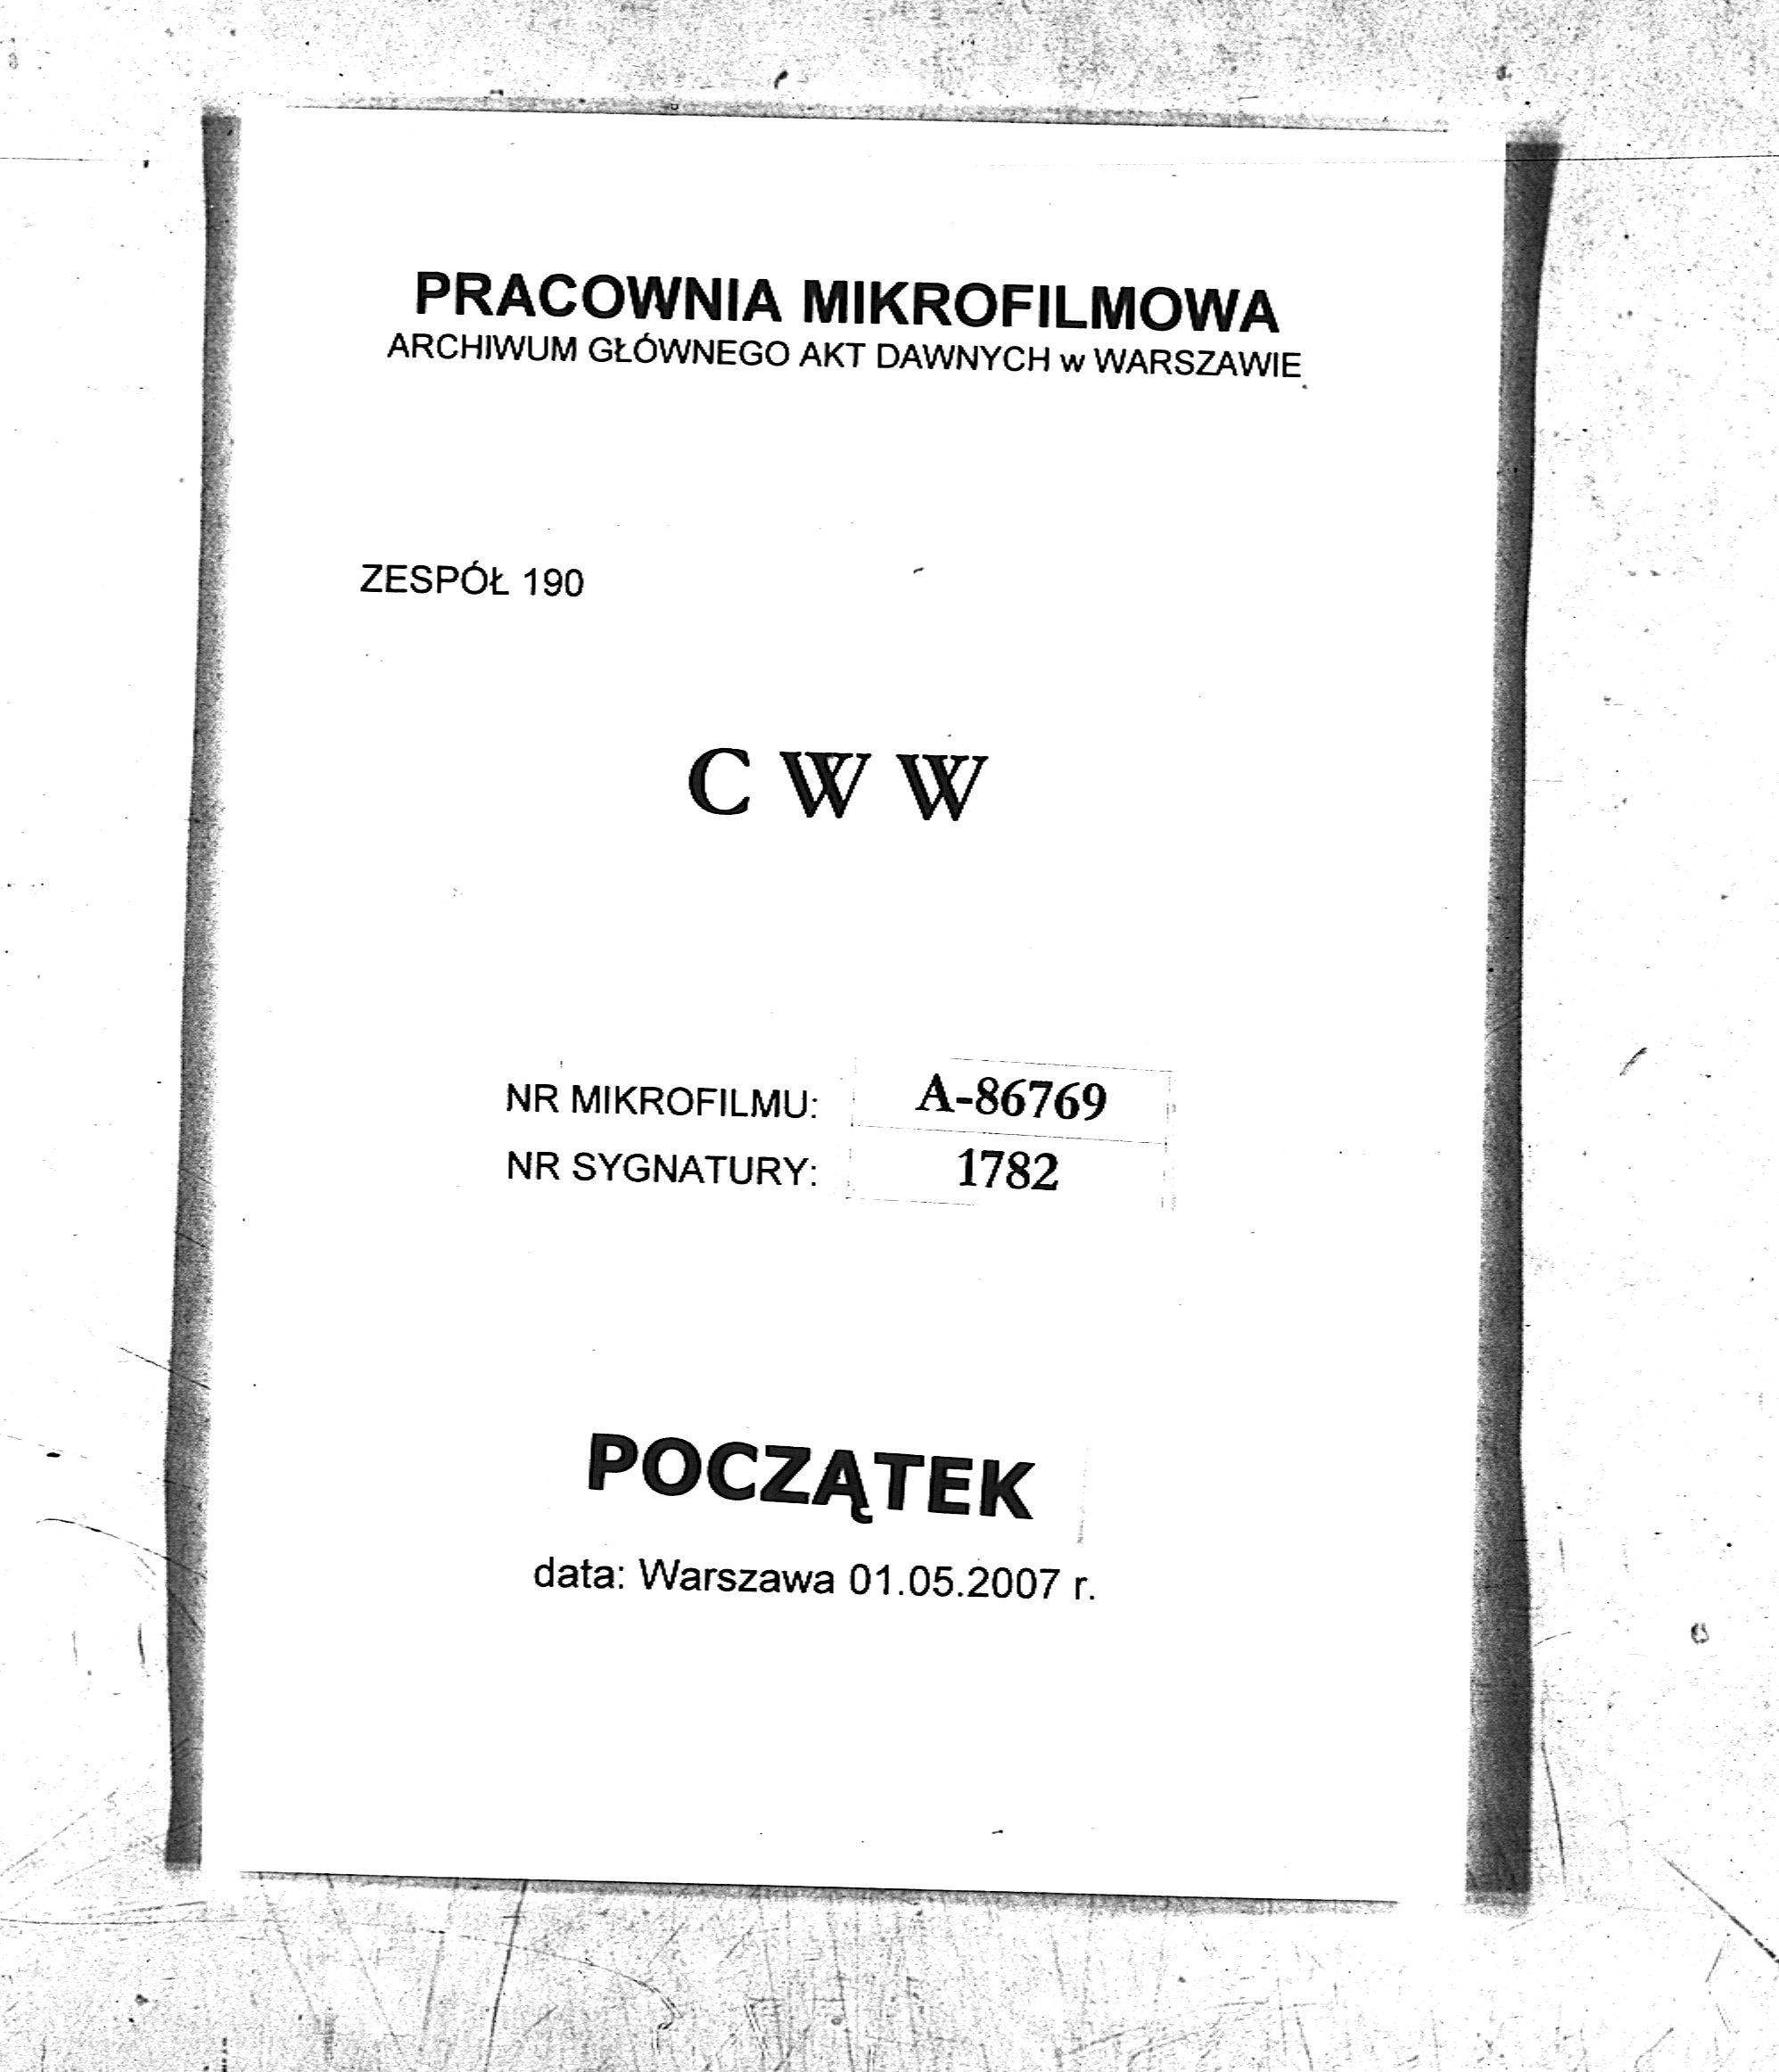 PRACOWNIA MIKROFILMOWA
ARCHIWUM GŁÓWNEGO AKT DAWNYCH w WARSZAWIE
ZESPÓŁ 190
C W W
NR MIKROFILMU: A-86769
NR SYGNATURY: 1782
POCZĄTEK
data: Warszawa 01.05.2007 r.